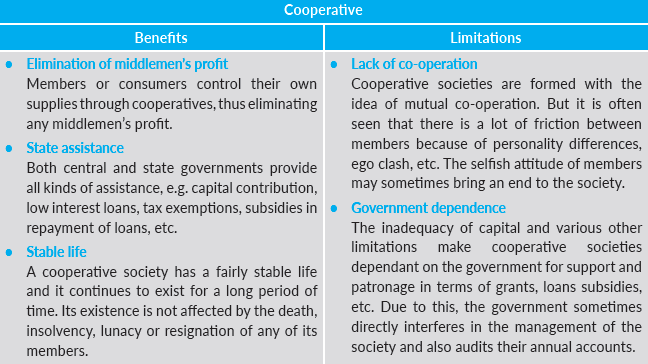 Cooperative
Benefits
Limitations
• Elimination of middlemen's profit
Members or consumers control their own
supplies through cooperatives, thus eliminating
any middlemen's profit.
• State assistance
Both central and state governments provide
all kinds of assistance, e.g. capital contribution,
low interest loans, tax exemptions, subsidies in
repayment of loans, etc.
• Stable life
A cooperative society has a fairly stable life
and it continues to exist for a long period of
time. Its existence is not affected by the death,
insolvency, lunacy or resignation of any of its
members.
• Lack of co-operation
Cooperative societies are formed with the
idea of mutual co-operation. But it is often
seen that there is a lot of friction between
members because of personality differences,
ego clash, etc. The selfish attitude of members
may sometimes bring an end to the society.
• Government dependence
The inadequacy of capital and various other
limitations make cooperative societies
dependant on the government for support and
patronage in terms of grants, loans subsidies,
etc. Due to this, the government sometimes
directly interferes in the management of the
society and also audits their annual accounts.